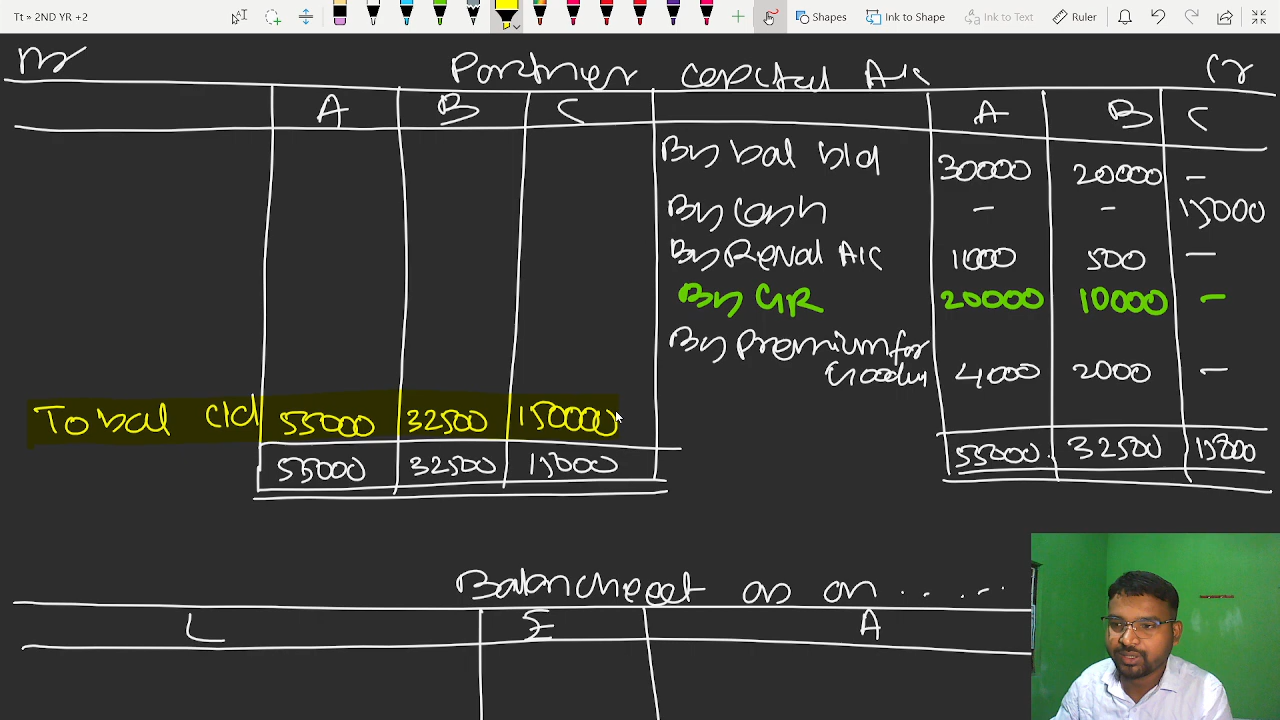 Tt » 2ND YR +2
Shapes Ink to Shape Ink to Text Ruler
Dr Partner capital A/c Cr
A B C A B C
By bal b/d 30000 20000 -
By Cash - - 15000
By Reval A/c 1000 500 -
By GR 20000 10000 -
By Premium for
Goodwill 4000 2000 -
To bal c/d 55000 32500 150000
55000 32500 15000 55000 32500 15000
Balancheet as on . . . . .
L Σ A